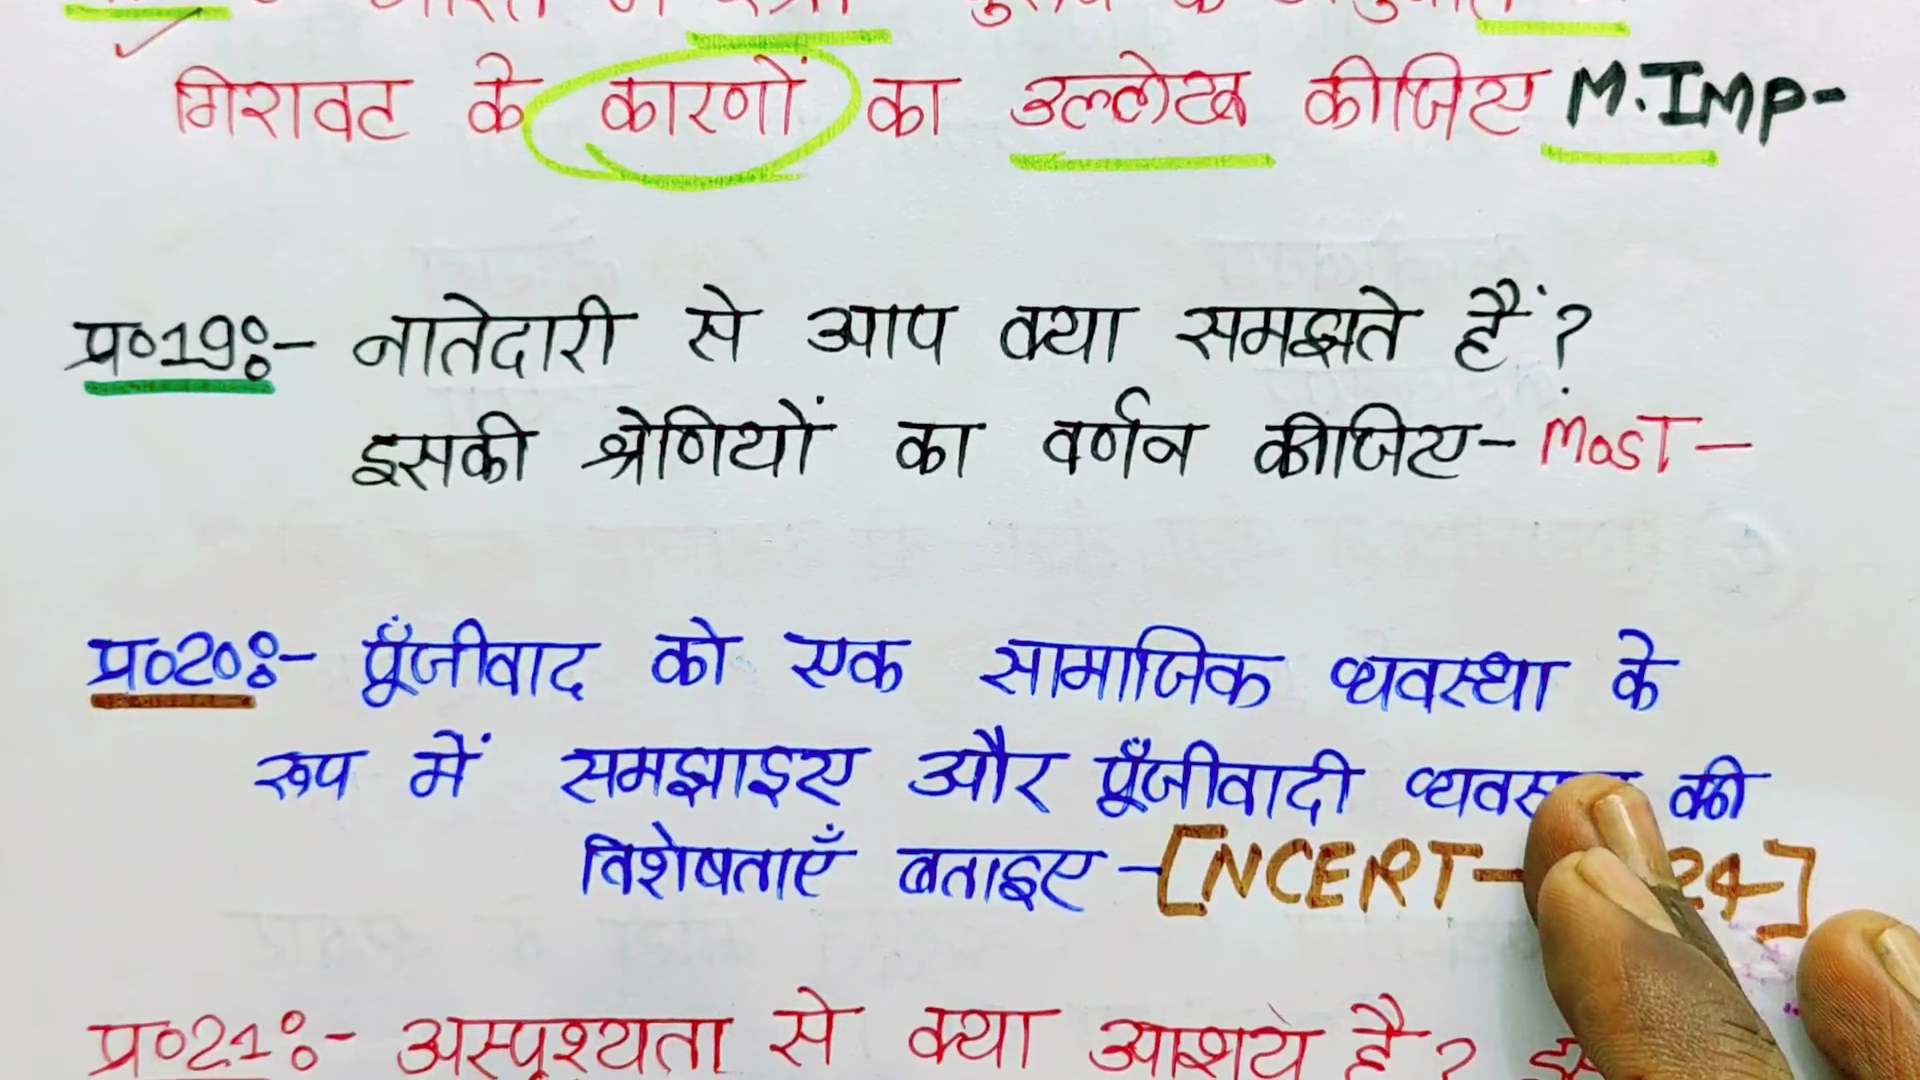 गिरावट के कारणों का उल्लेख कीजिए M.IMP-
प्र०19ः- नातेदारी से आप क्या समझते हैं?
इसकी श्रेणियों का वर्णन कीजिए- MOST-
प्र०20ः- पूँजीवाद को एक सामाजिक व्यवस्था के
रूप में समझाइए और पूँजीवादी की
विशेषताएँ बताइए-[NCERT- 24]
प्र०21ः- अस्पृश्यता से क्या आशय है?